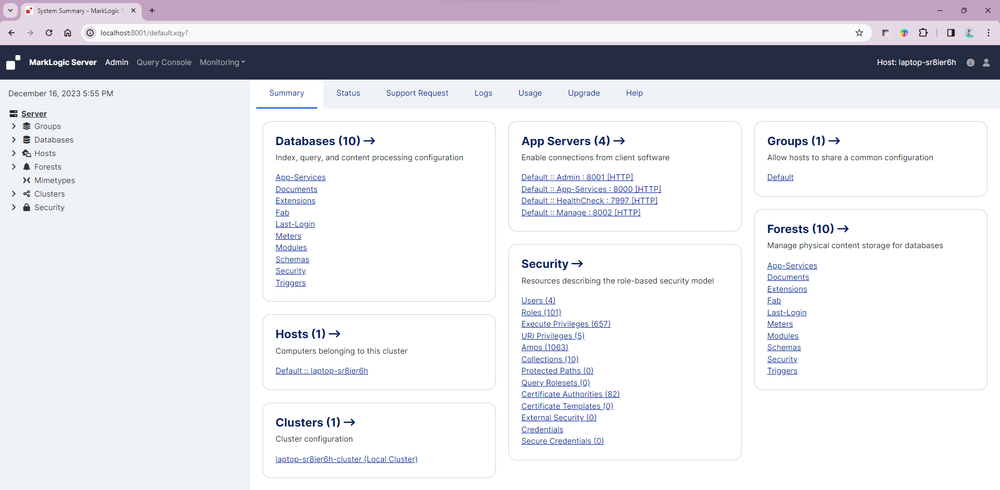 System Summary - MarkLogic S
localhost:8001/default.xqy?
MarkLogic Server
Admin
Query Console
Monitoring
Host: laptop-sr8ier6h
December 16, 2023 5:55 PM
Server
Groups
Databases
Hosts
Forests
Mimetypes
Clusters
Security
Summary
Status
Support Request
Logs
Usage
Upgrade
Help
Databases (10)
Index, query, and content processing configuration
App-Services
Documents
Extensions
Fab
Last-Login
Meters
Modules
Schemas
Security
Triggers
Hosts (1)
Computers belonging to this cluster
Default :: laptop-sr8ier6h
Clusters (1)
Cluster configuration
laptop-sr8ier6h-cluster (Local Cluster)
App Servers (4)
Enable connections from client software
Default :: Admin : 8001 [HTTP]
Default :: App-Services : 8000 [HTTP]
Default :: HealthCheck : 7997 [HTTP]
Default :: Manage : 8002 [HTTP]
Security
Resources describing the role-based security model
Users (4)
Roles (101)
Execute Privileges (657)
URI Privileges (5)
Amps (1063)
Collections (10)
Protected Paths (0)
Query Rolesets (0)
Certificate Authorities (82)
Certificate Templates (0)
External Security (0)
Credentials
Secure Credentials (0)
Groups (1)
Allow hosts to share a common configuration
Default
Forests (10)
Manage physical content storage for databases
App-Services
Documents
Extensions
Fab
Last-Login
Meters
Modules
Schemas
Security
Triggers